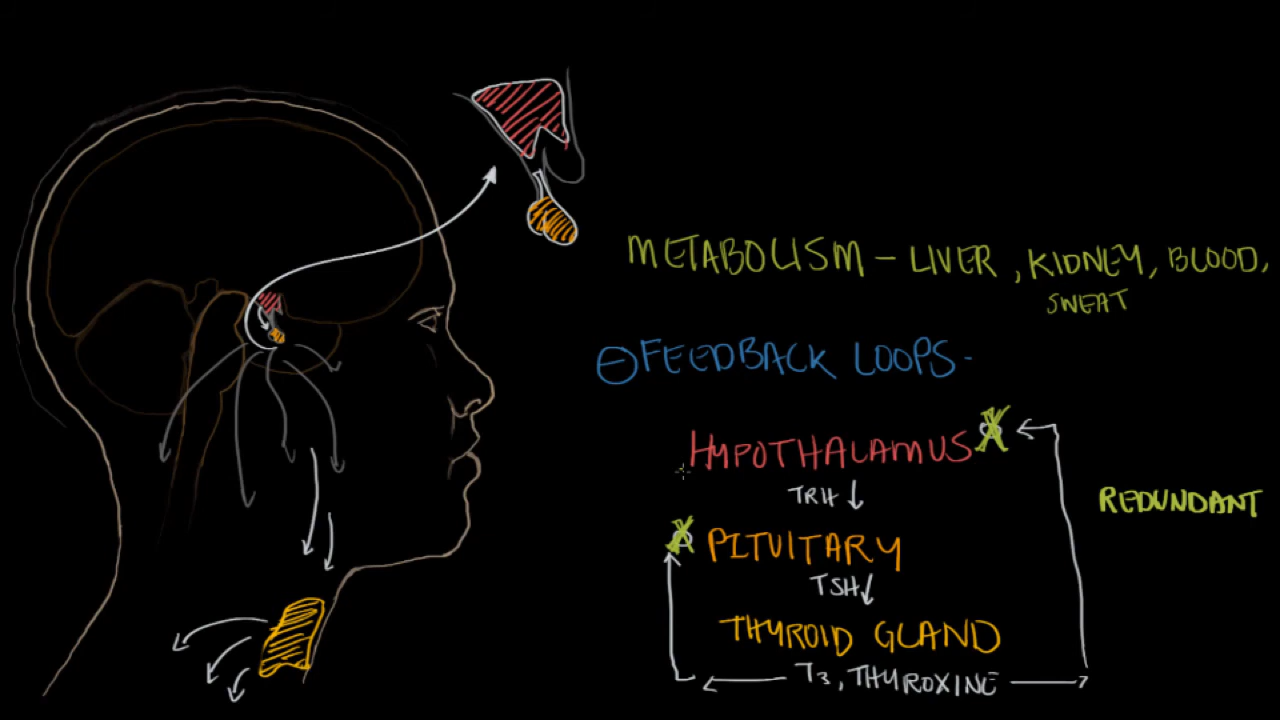 METABOLISM – LIVER, KIDNEY, BLOOD,
SWEAT
⊖ FEEDBACK LOOPS-
HYPOTHALAMUS
TRH ↓
REDUNDANT
PITUITARY
TSH ↓
THYROID GLAND
T3, THYROXINE